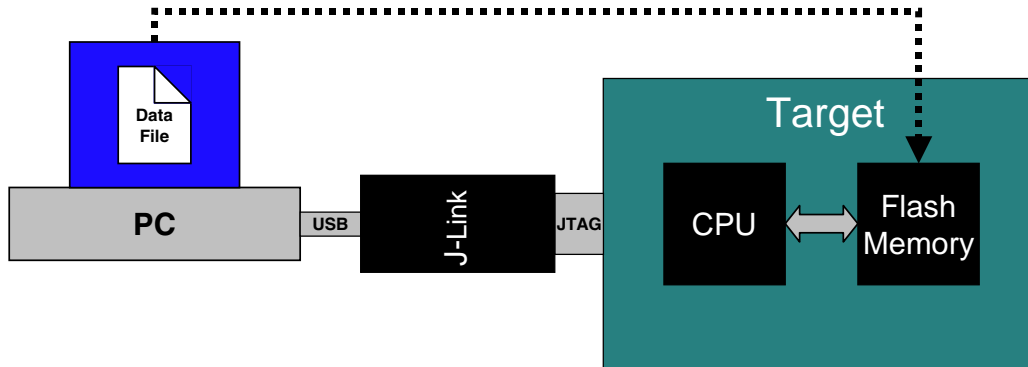 Data
File
PC
USB
J-Link
JTAG
Target
CPU
Flash
Memory